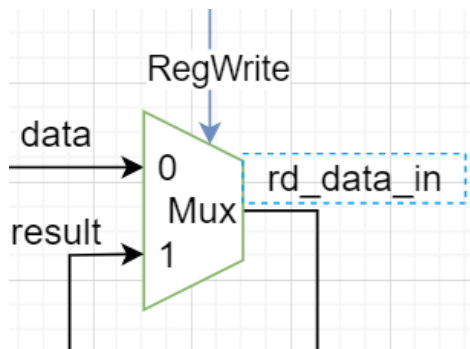 RegWrite
data
0
rd_data_in
Mux
result
1